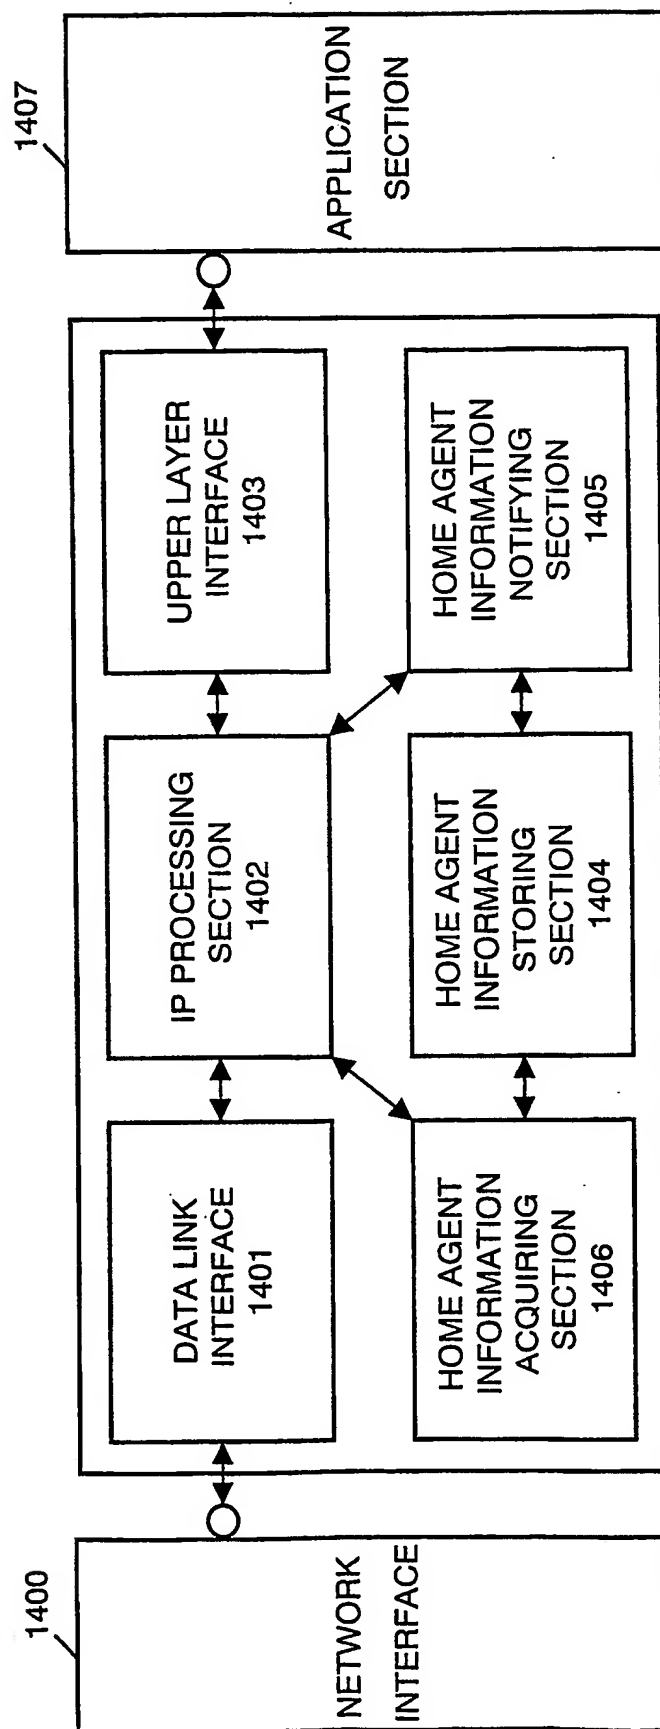 1400
NETWORK
INTERFACE
DATA LINK
INTERFACE
1401
IP PROCESSING
SECTION
1402
UPPER LAYER
INTERFACE
1403
HOME AGENT
INFORMATION
ACQUIRING
SECTION
1406
HOME AGENT
INFORMATION
STORING
SECTION
1404
HOME AGENT
INFORMATION
NOTIFYING
SECTION
1405
1407
APPLICATION
SECTION